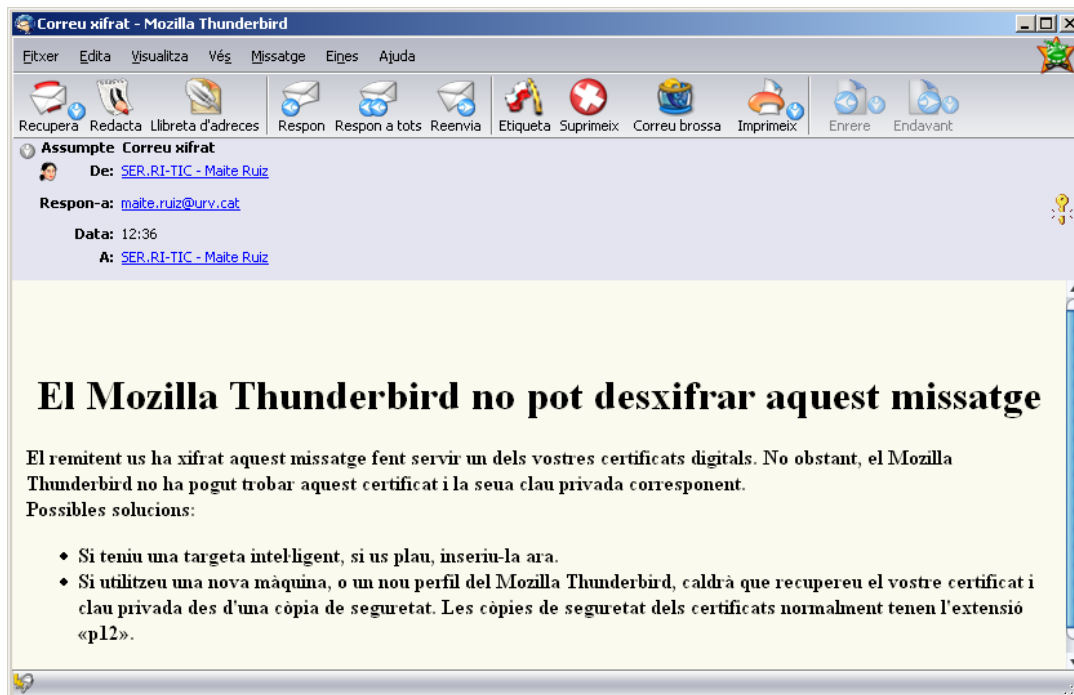 Correu xifrat - Mozilla Thunderbird
Fitxer Edita Visualitza Vés Missatge Eines Ajuda
Recupera Redacta Llibreta d'adreces Respon Respon a tots Reenvia Etiqueta Suprimeix Correu brossa Imprimeix Enrere Endavant
Assumpte Correu xifrat
De: SER.RI-TIC - Maite Ruiz
Respon-a: maite.ruiz@urv.cat
Data: 12:36
A: SER.RI-TIC - Maite Ruiz
El Mozilla Thunderbird no pot desxifrar aquest missatge
El remitent us ha xifrat aquest missatge fent servir un dels vostres certificats digitals. No obstant, el Mozilla
Thunderbird no ha pogut trobar aquest certificat i la seua clau privada corresponent.
Possibles solucions:
• Si teniu una targeta intel·ligent, si us plau, inseriu-la ara.
• Si utilitzeu una nova màquina, o un nou perfil del Mozilla Thunderbird, caldrà que recupereu el vostre certificat i
clau privada des d'una còpia de seguretat. Les còpies de seguretat dels certificats normalment tenen l'extensió
«p12».